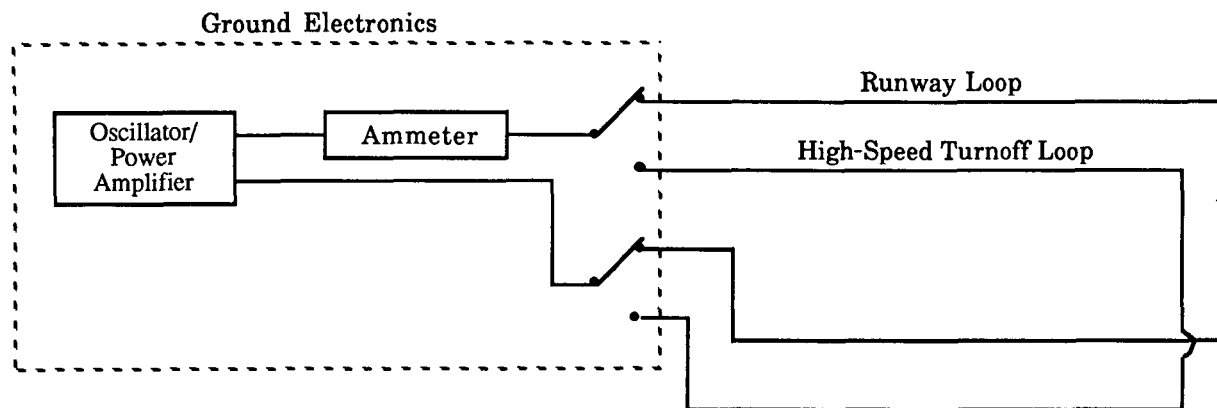 Ground Electronics
Runway Loop
Oscillator/
Power
Amplifier
Ammeter
High-Speed Turnoff Loop